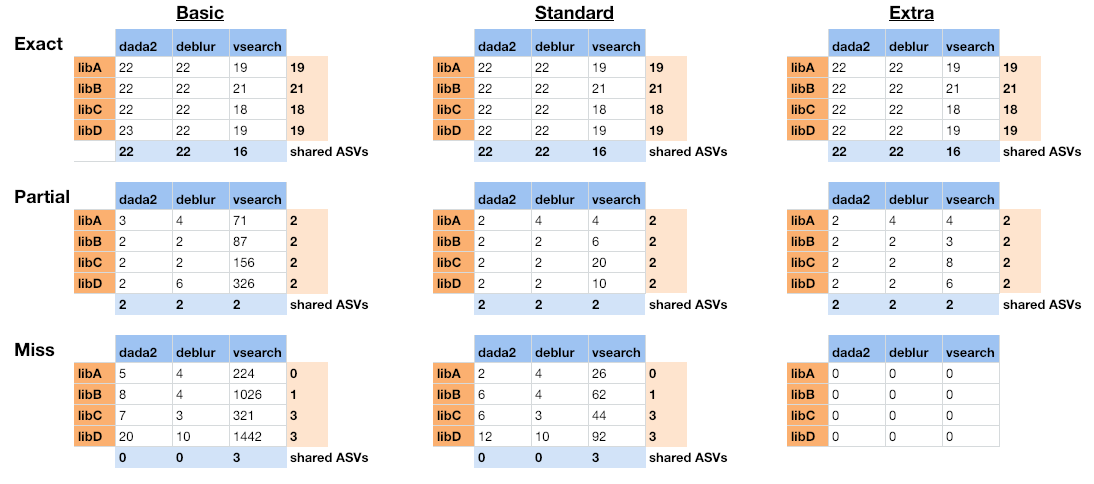 Basic Standard Extra
Exact
dada2 deblur vsearch dada2 deblur vsearch dada2 deblur vsearch
libA 22 22 19 19 libA 22 22 19 19 libA 22 22 19 19
libB 22 22 21 21 libB 22 22 21 21 libB 22 22 21 21
libC 22 22 18 18 libC 22 22 18 18 libC 22 22 18 18
libD 23 22 19 19 libD 22 22 19 19 libD 22 22 19 19
22 22 16 shared ASVs 22 22 16 shared ASVs 22 22 16 shared ASVs
Partial
dada2 deblur vsearch dada2 deblur vsearch dada2 deblur vsearch
libA 3 4 71 2 libA 2 4 4 2 libA 2 4 4 2
libB 2 2 87 2 libB 2 2 6 2 libB 2 2 3 2
libC 2 2 156 2 libC 2 2 20 2 libC 2 2 8 2
libD 2 6 326 2 libD 2 2 10 2 libD 2 2 6 2
2 2 2 shared ASVs 2 2 2 shared ASVs 2 2 2 shared ASVs
Miss
dada2 deblur vsearch dada2 deblur vsearch dada2 deblur vsearch
libA 5 4 224 0 libA 2 4 26 0 libA 0 0 0
libB 8 4 1026 1 libB 6 4 62 1 libB 0 0 0
libC 7 3 321 3 libC 6 3 44 3 libC 0 0 0
libD 20 10 1442 3 libD 12 10 92 3 libD 0 0 0
0 0 3 shared ASVs 0 0 3 shared ASVs